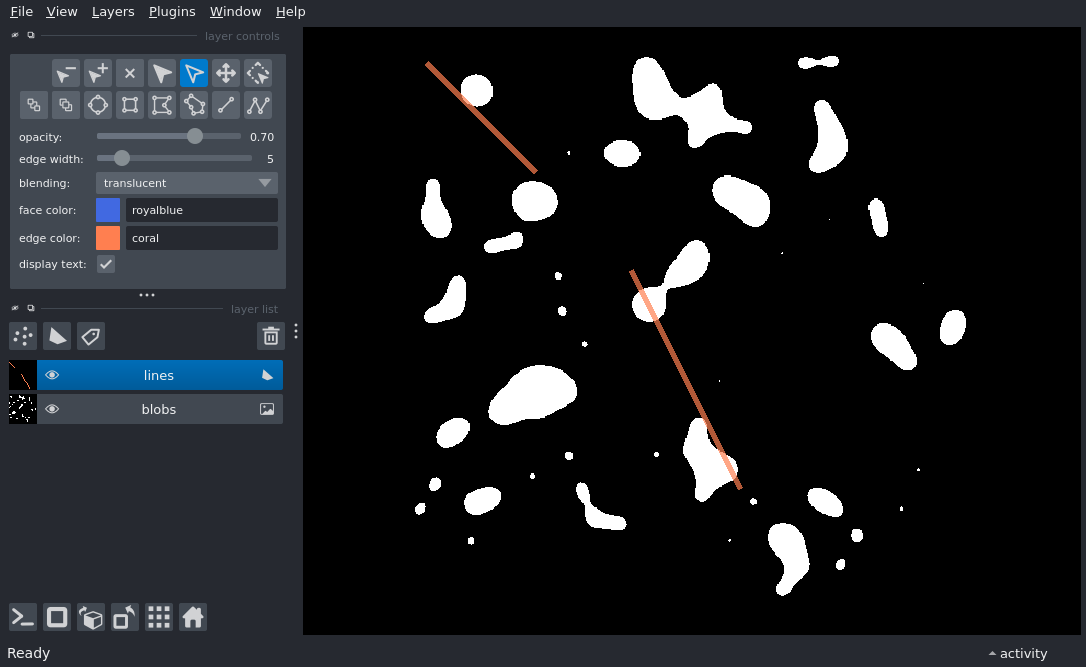 File View Layers Plugins Window Help
layer controls
opacity: 0.70
edge width: 5
blending: translucent
face color: royalblue
edge color: coral
display text:
layer list
lines
blobs
Ready
activity